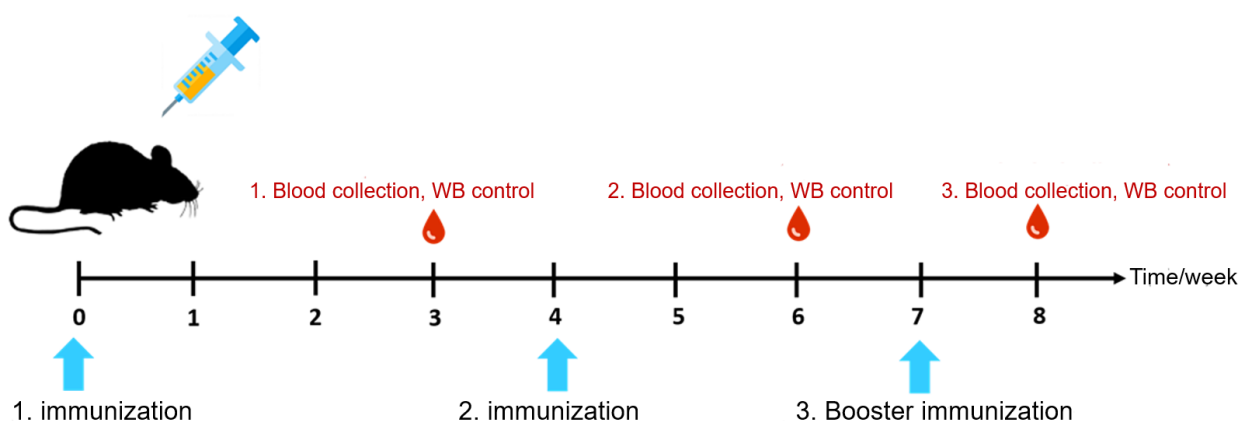 1. Blood collection, WB control
2. Blood collection, WB control
3. Blood collection, WB control
Time/week
0 1 2 3 4 5 6 7 8
1. immunization
2. immunization
3. Booster immunization